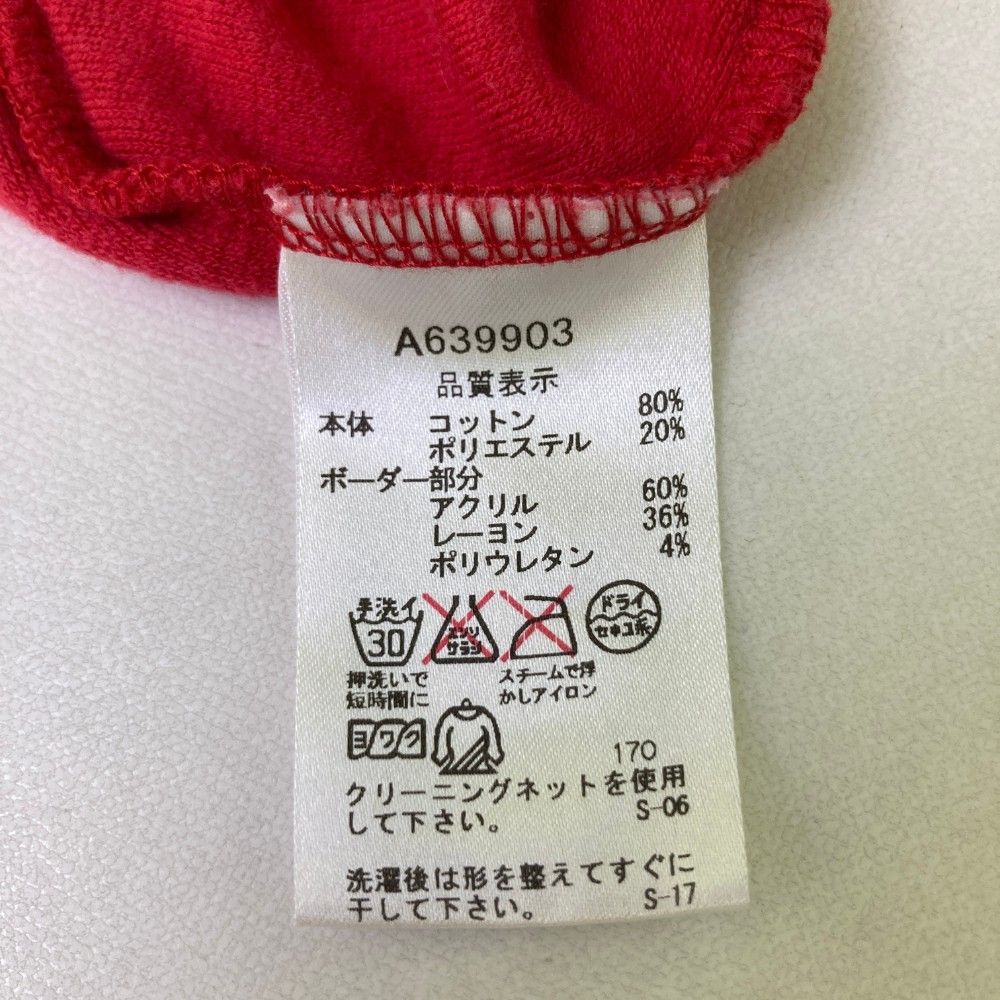 A639903
品質表示
本体 コットン 80%
ポリエステル 20%
ボーダー部分
アクリル 60%
レーヨン 36%
ポリウレタン 4%
手洗イ 30
エンソ サラシ
ドライ セキユ系
押洗いで
短時間に
スチームで浮
かしアイロン
ヨワク
170
クリーニングネットを使用
して下さい。 S-06
洗濯後は形を整えてすぐに
干して下さい。 S-17